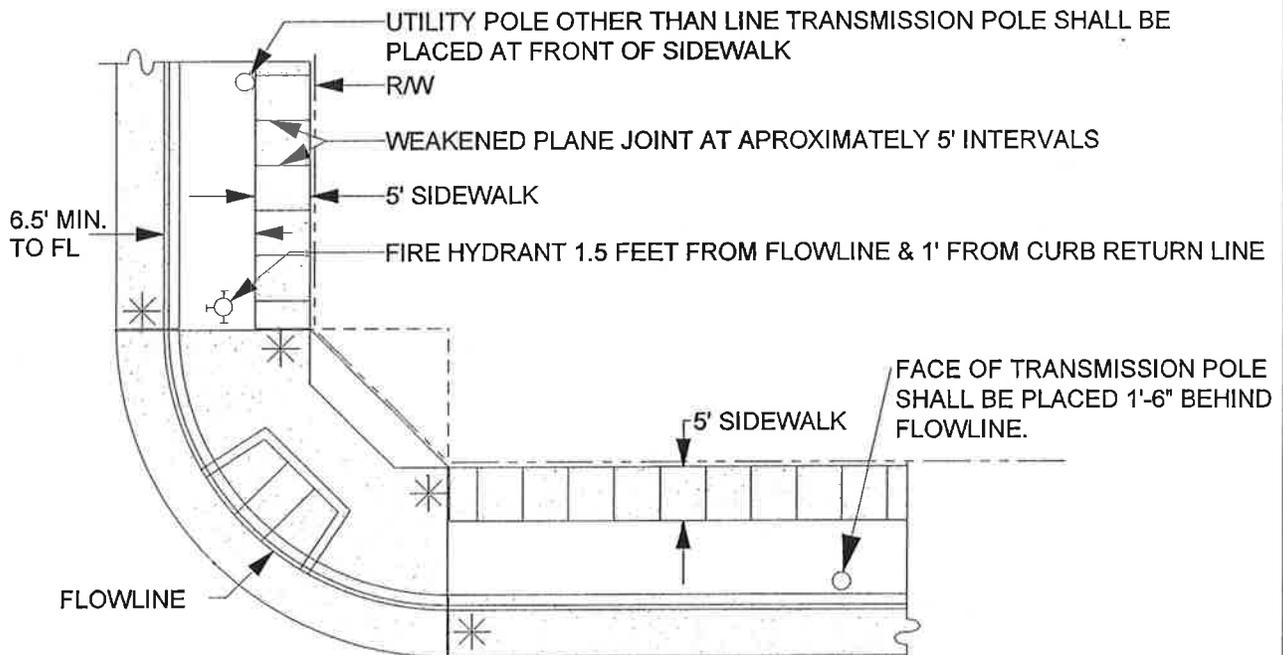 UTILITY POLE OTHER THAN LINE TRANSMISSION POLE SHALL BE
PLACED AT FRONT OF SIDEWALK
R/W
WEAKENED PLANE JOINT AT APROXIMATELY 5' INTERVALS
5' SIDEWALK
6.5' MIN.
TO FL
FIRE HYDRANT 1.5 FEET FROM FLOWLINE & 1' FROM CURB RETURN LINE
FACE OF TRANSMISSION POLE
SHALL BE PLACED 1'-6" BEHIND
FLOWLINE.
5' SIDEWALK
FLOWLINE